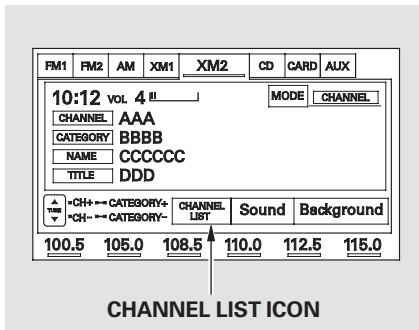 FM1 FM2 AM XM1 XM2 CD CARD AUX
10:12 VOL 4 MODE CHANNEL
CHANNEL AAA
CATEGORY BBBB
NAME CCCCCC
TITLE DDD
TUNE CH+ CATEGORY+ CHANNEL LIST Sound Background
CH- CATEGORY-
100.5 105.0 108.5 110.0 112.5 115.0
CHANNEL LIST ICON